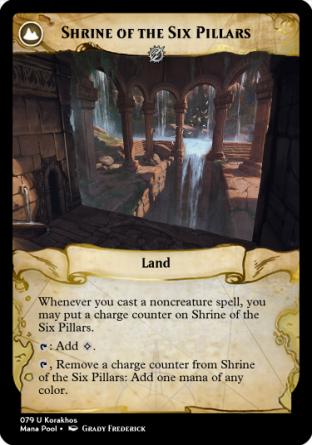 Shrine of the Six Pillars
Land
Whenever you cast a noncreature spell, you
may put a charge counter on Shrine of the
Six Pillars.
: Add .
, Remove a charge counter from Shrine
of the Six Pillars: Add one mana of any
color.
079 U Korakhos
Mana Pool • Grady Frederick